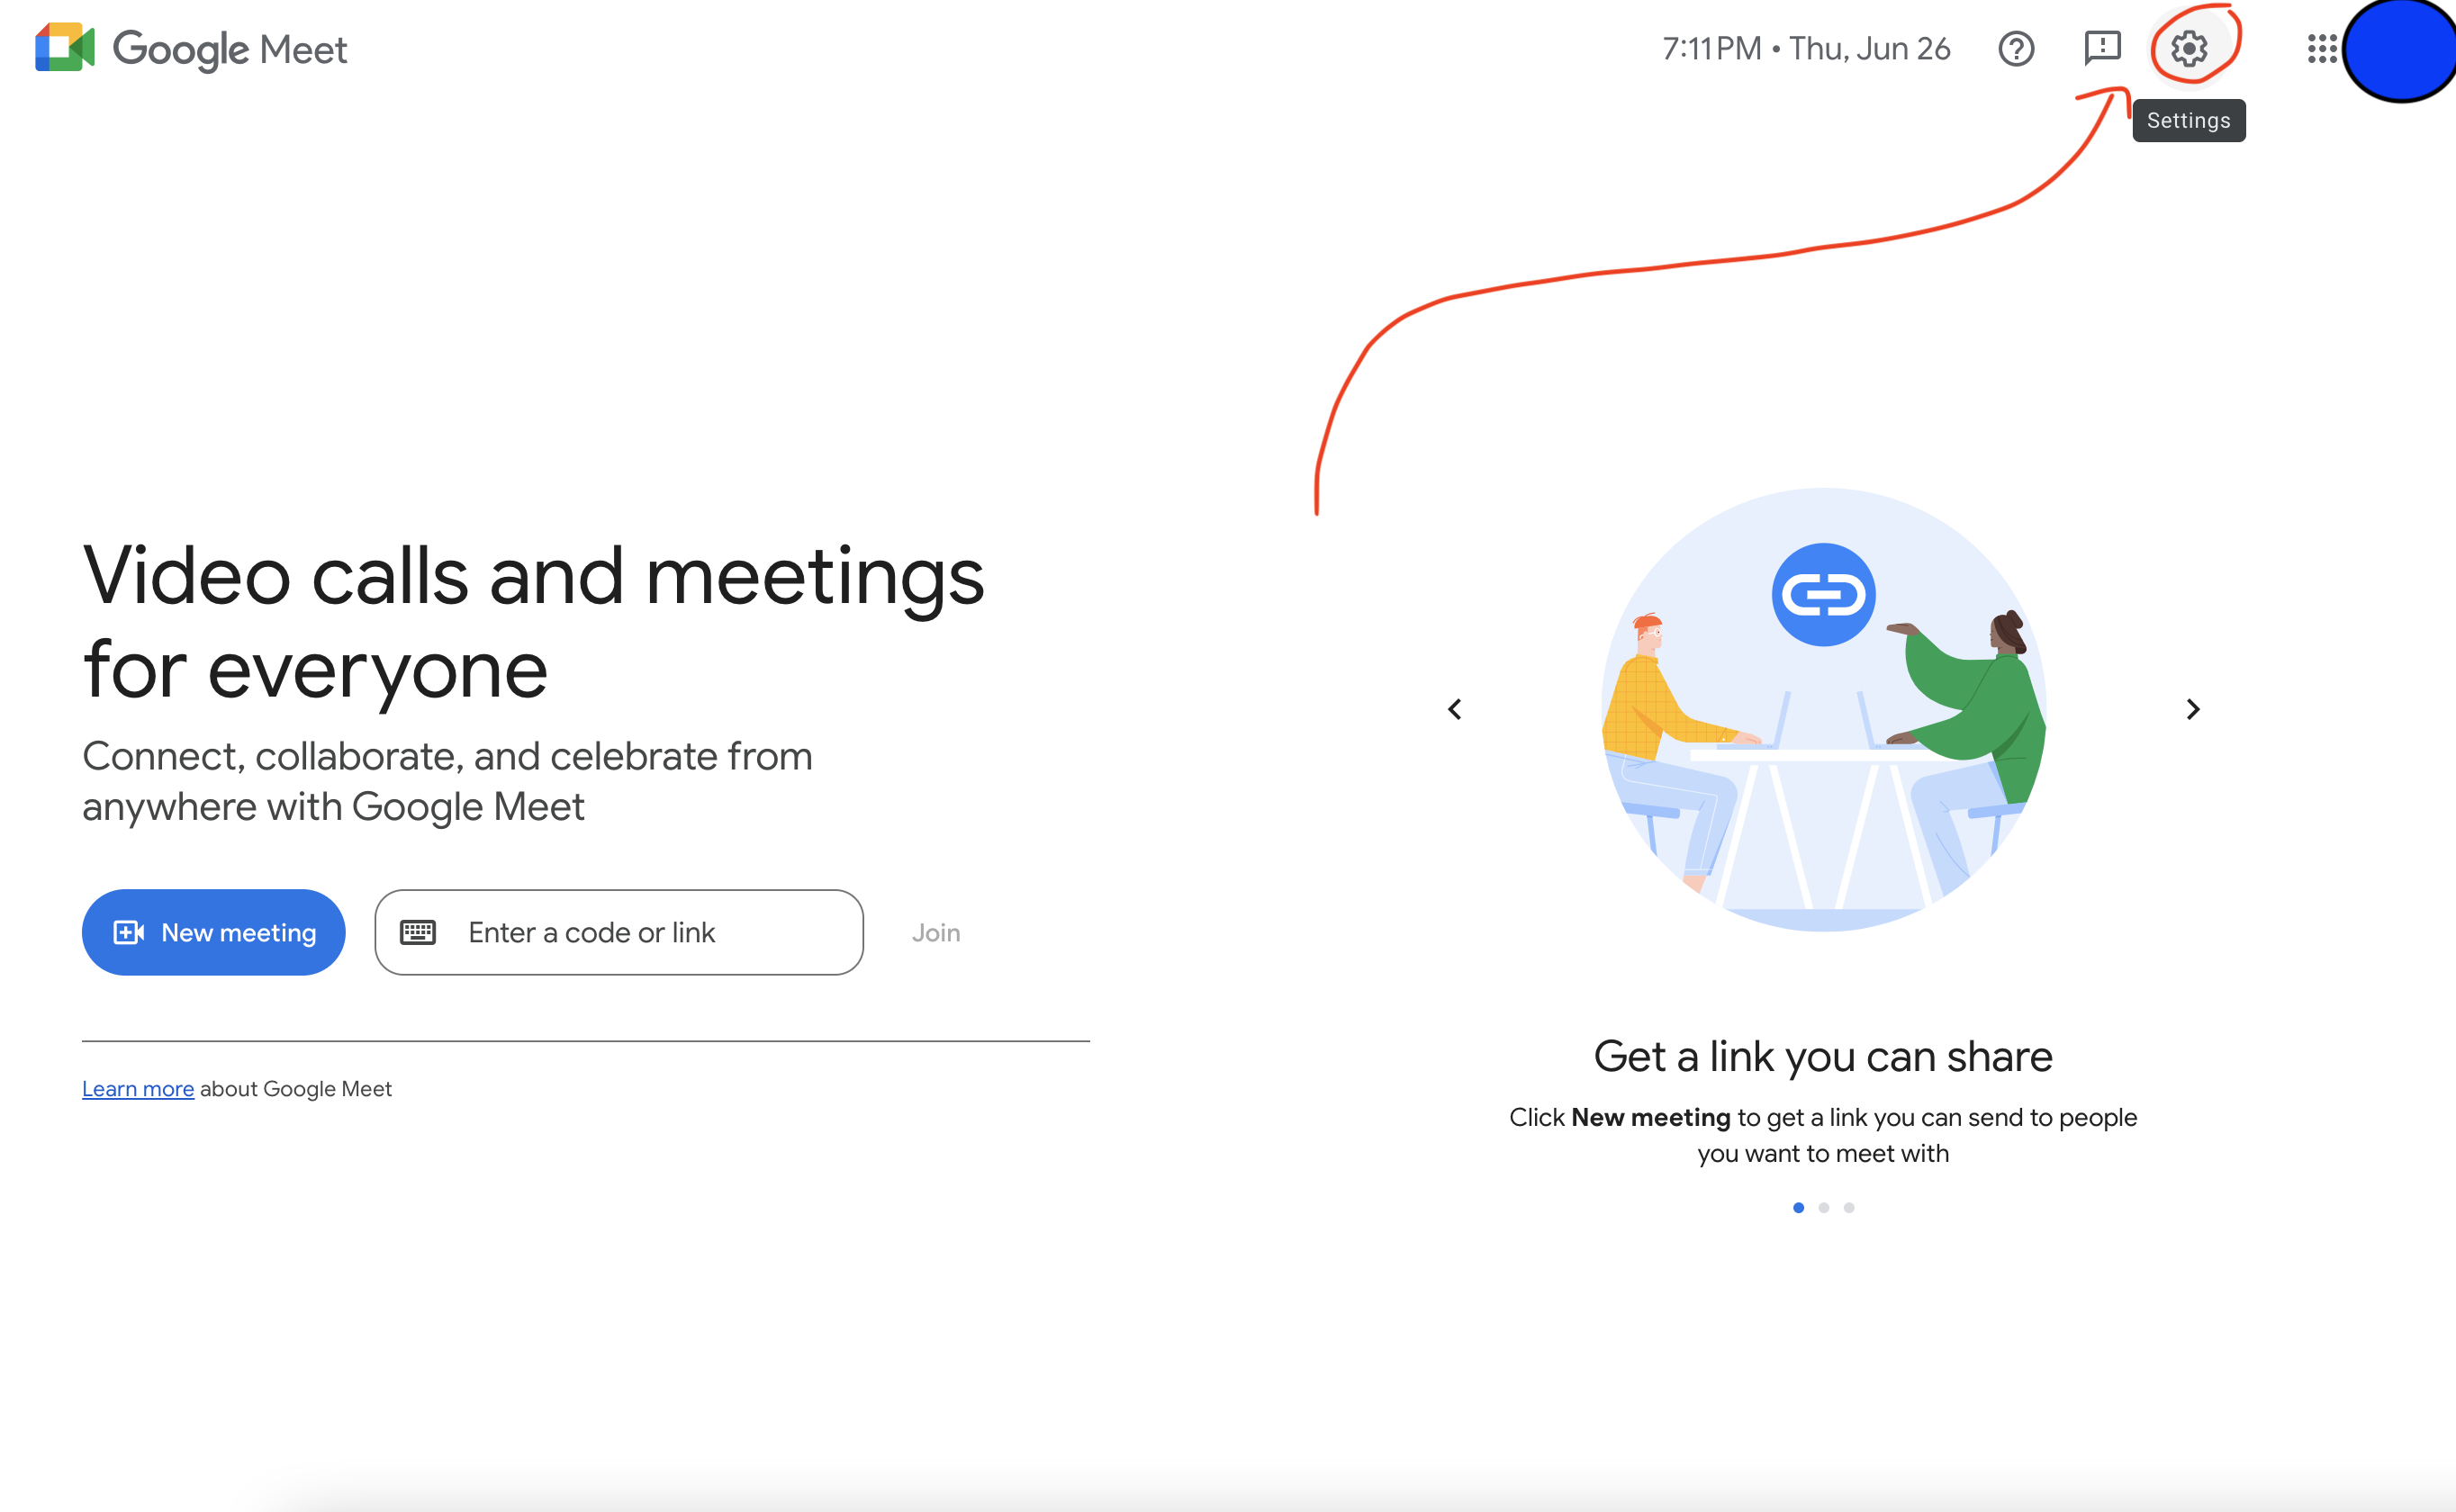 Google Meet
7:11 PM • Thu, Jun 26
Settings
Video calls and meetings
for everyone
Connect, collaborate, and celebrate from
anywhere with Google Meet
New meeting
Enter a code or link
Join
Learn more about Google Meet
Get a link you can share
Click New meeting to get a link you can send to people
you want to meet with